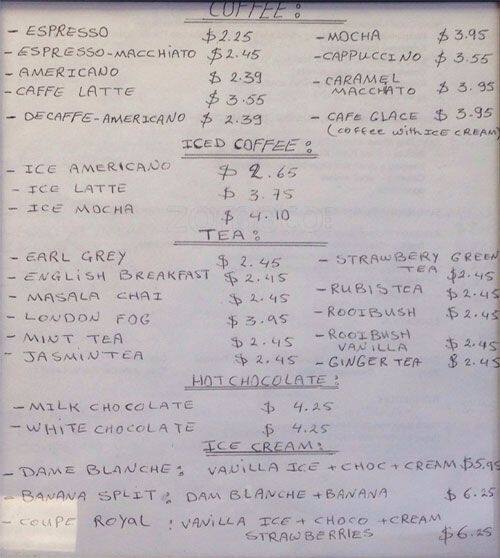 COFFEE:
- ESPRESSO $2.25
- ESPRESSO-MACCHIATO $2.45
- AMERICANO $2.39
- CAFFE LATTE $3.55
- DECAFFE-AMERICANO $2.39
- MOCHA $3.95
- CAPPUCCINO $3.55
- CARAMEL
MACCHATO $3.95
- CAFE GLACE $3.95
(COFFEE WITH ICE CREAM)
ICED COFFEE:
- ICE AMERICANO $2.65
- ICE LATTE $3.75
- ICE MOCHA $4.10
TEA:
- EARL GREY $2.45
- ENGLISH BREAKFAST $2.45
- MASALA CHAI $2.45
- LONDON FOG $3.95
- MINT TEA $2.45
- JASMINTEA $2.45
- STRAWBERY GREEN
TEA $2.45
- RUBISTEA $2.45
- ROOIBUSH $2.45
- ROOIBUSH
VANILLA $2.45
- GINGER TEA $2.45
HOT CHOCOLATE:
- MILK CHOCOLATE $4.25
- WHITE CHOCOLATE $4.25
ICE CREAM:
- DAME BLANCHE: VANILLA ICE + CHOC + CREAM $5.95
- BANANA SPLIT: DAM BLANCHE + BANANA $6.25
- COUPE ROYAL: VANILLA ICE + CHOCO + CREAM
STRAWBERRIES $6.25